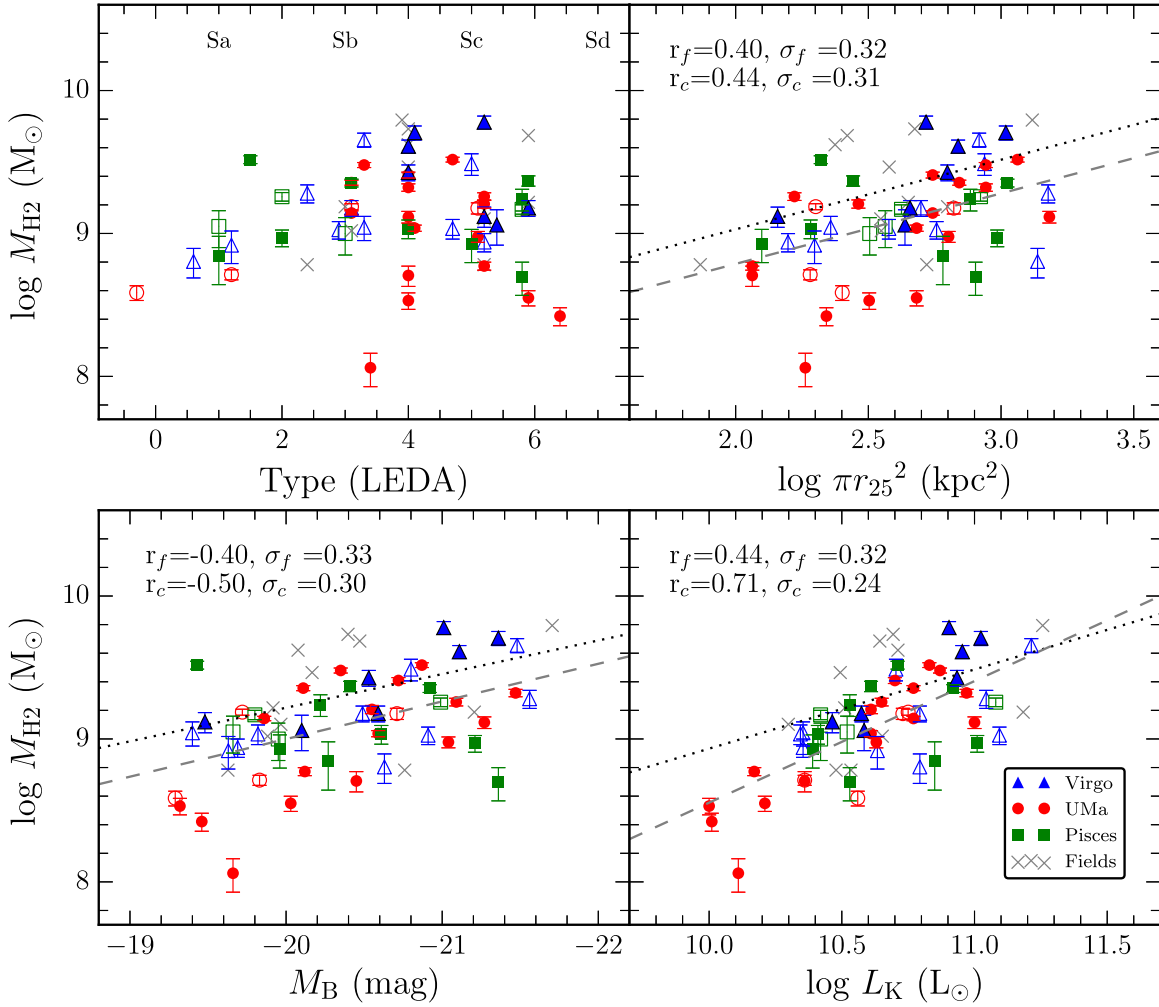 Sa Sb Sc Sd
10
9
8
log M_H2 (M_⊙)
0 2 4 6
Type (LEDA)
r_f=0.40, σ_f =0.32
r_c=0.44, σ_c =0.31
2.0 2.5 3.0 3.5
log πr_25² (kpc²)
r_f=-0.40, σ_f =0.33
r_c=-0.50, σ_c =0.30
10
9
8
log M_H2 (M_⊙)
−19 −20 −21 −22
M_B (mag)
r_f=0.44, σ_f =0.32
r_c=0.71, σ_c =0.24
Virgo
UMa
Pisces
Fields
10.0 10.5 11.0 11.5
log L_K (L_⊙)